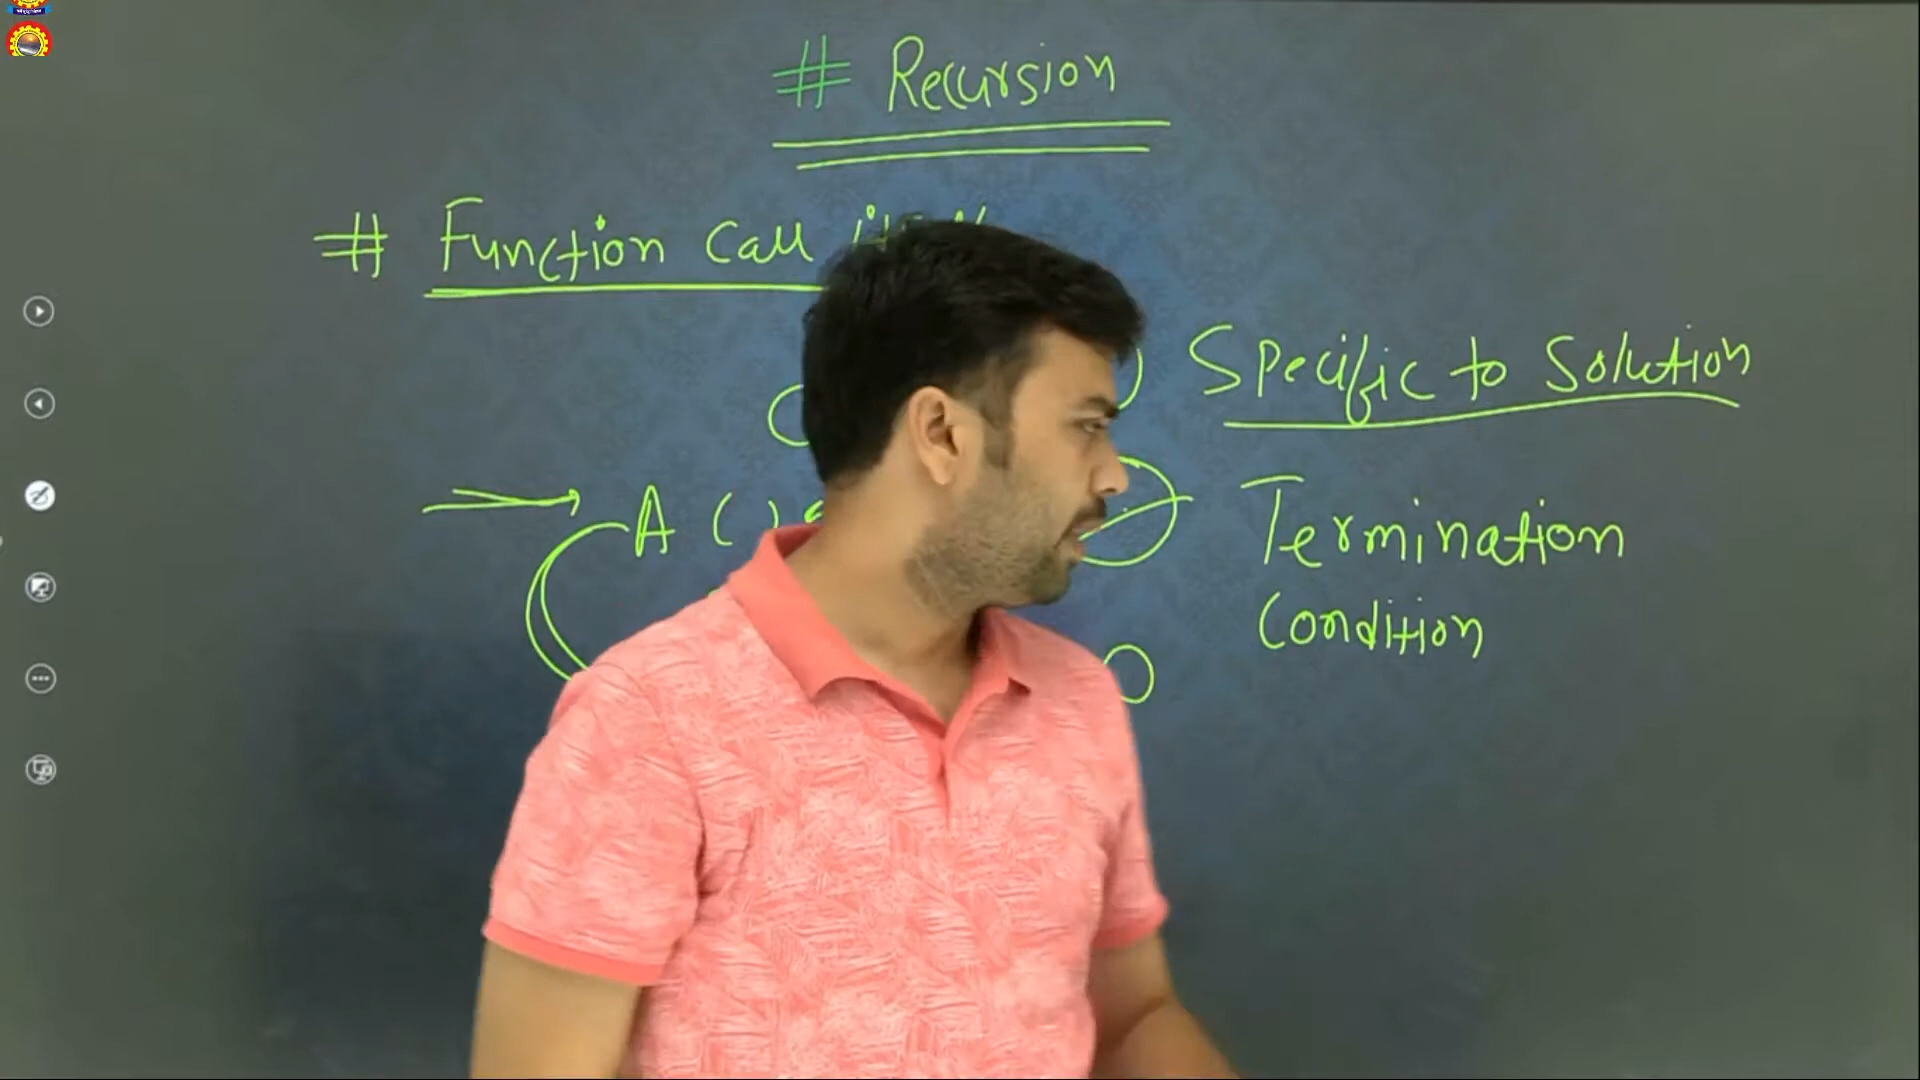 # Recursion
# Function Call
Specific to Solution
A ( )
Termination
Condition